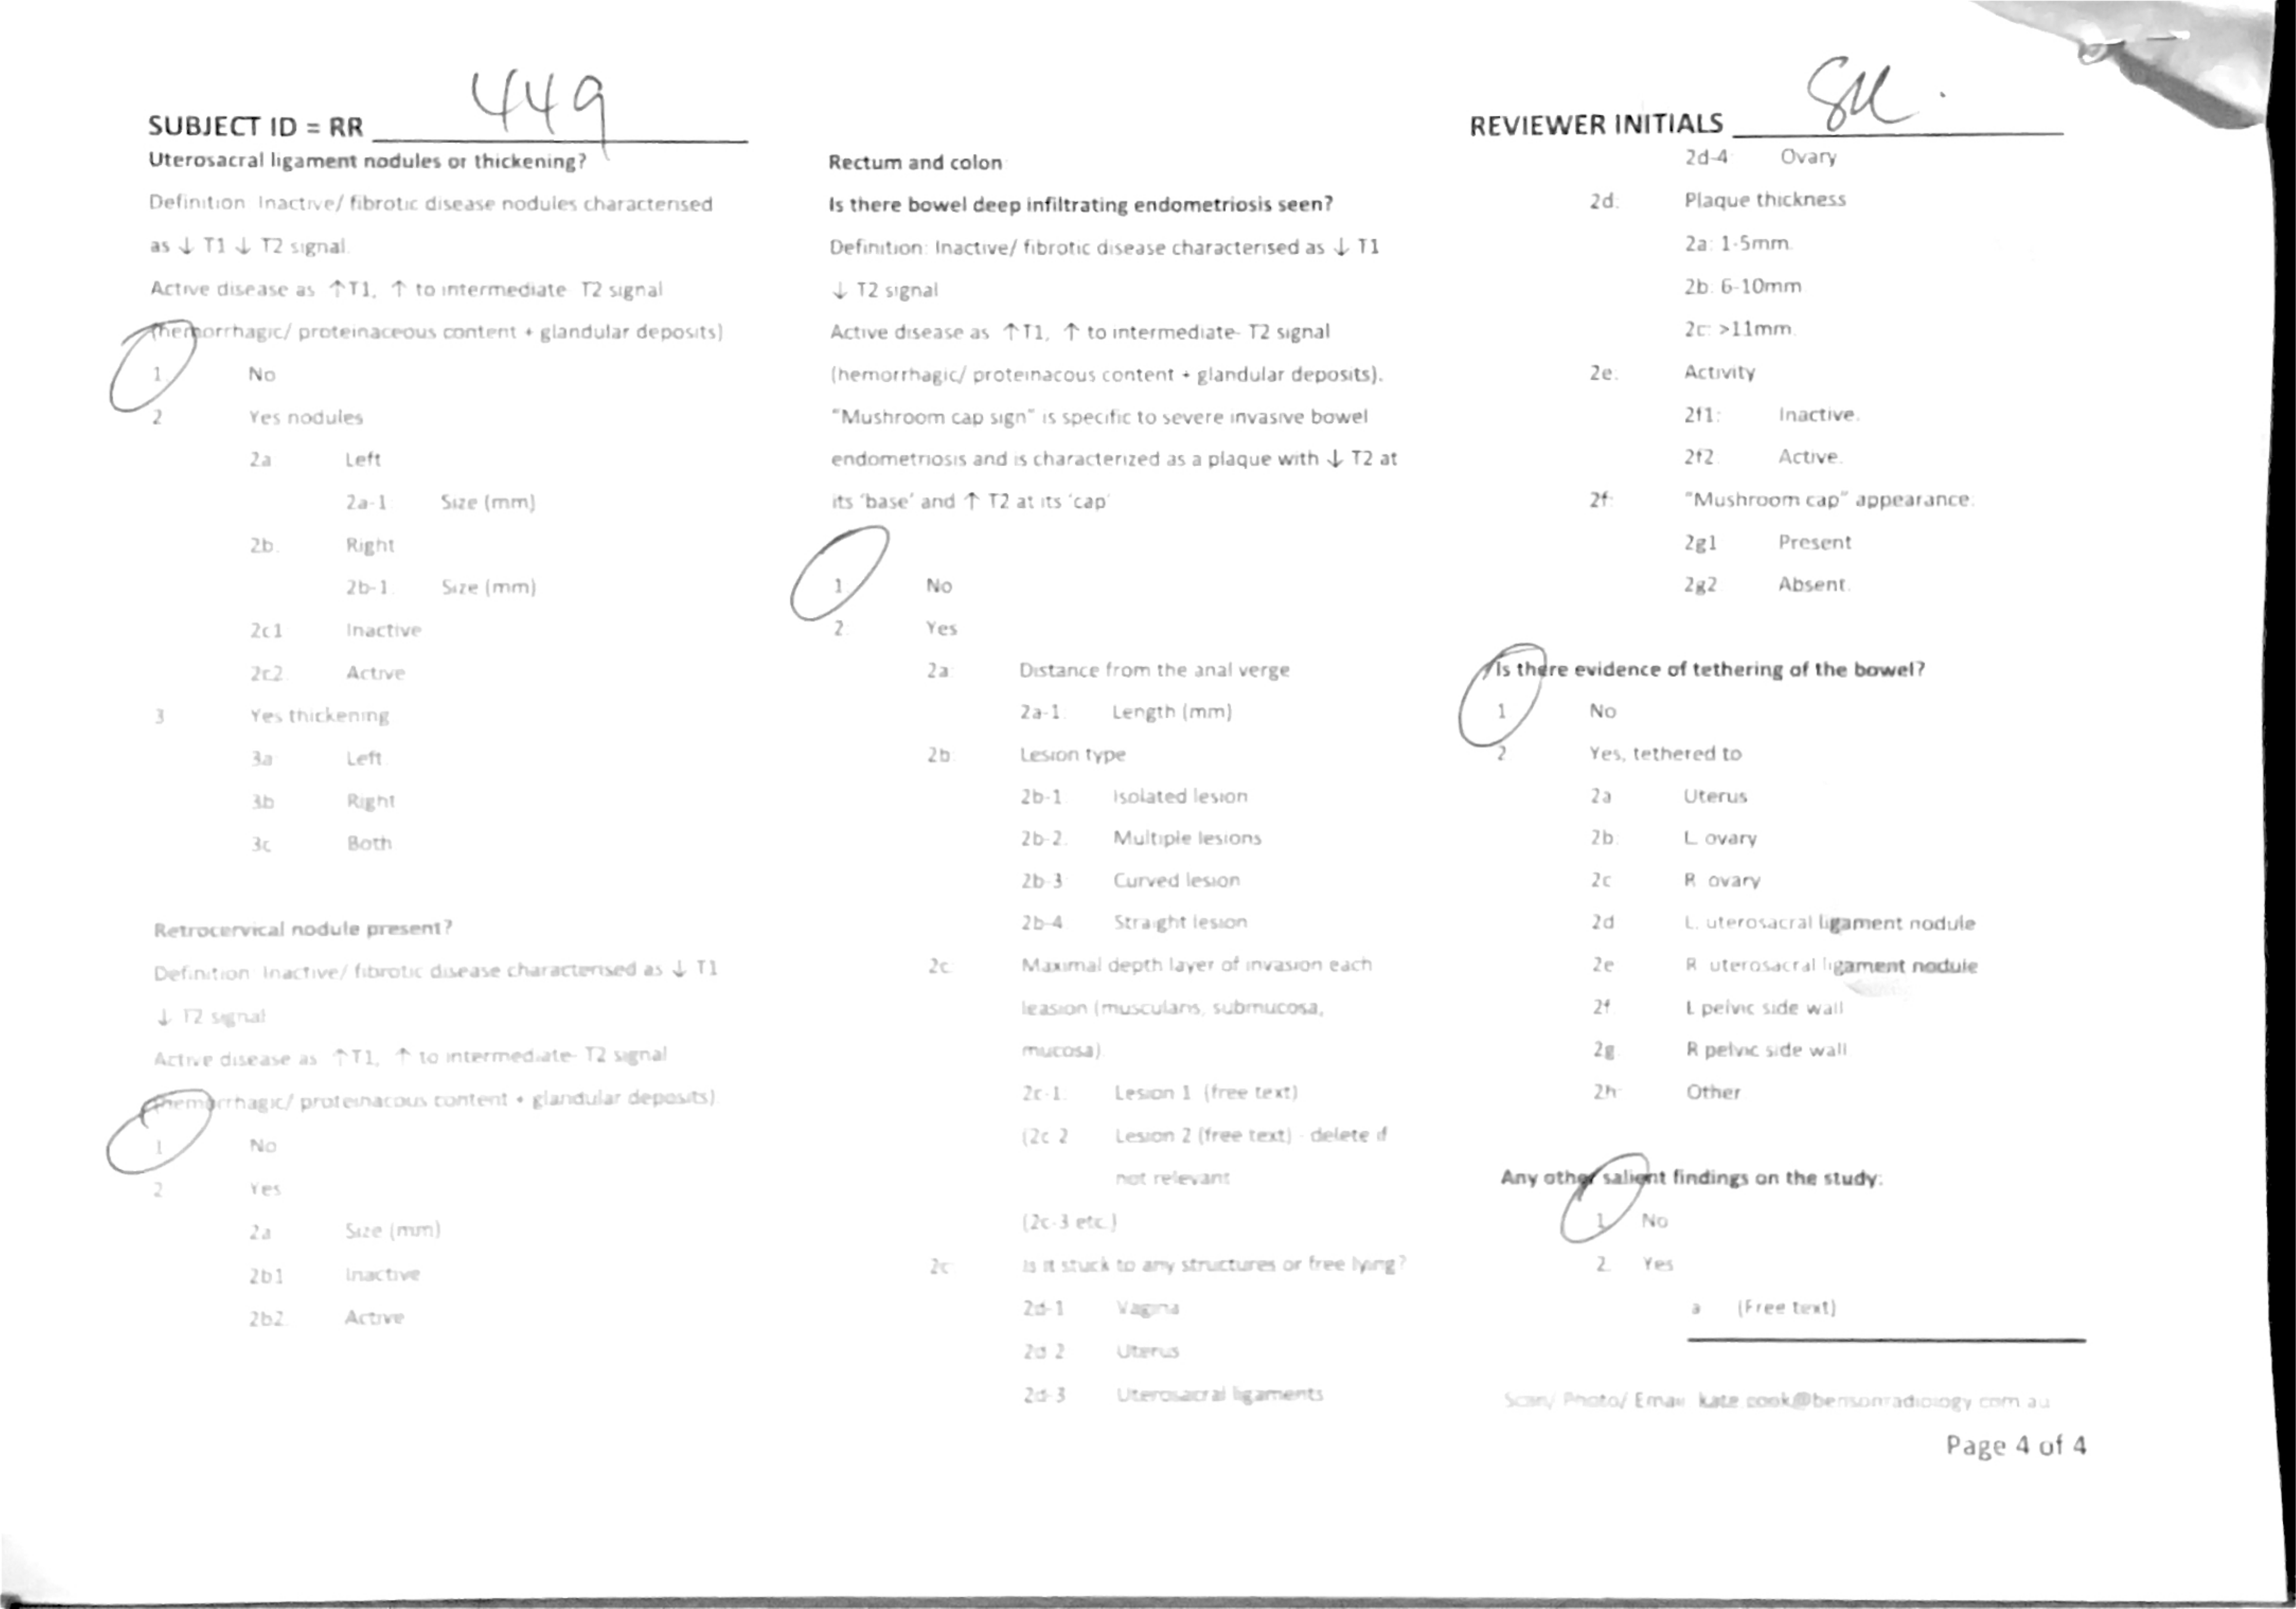 SUBJECT ID = RR 449
Uterosacral ligament nodules or thickening?
Definition Inactive/ fibrotic disease nodules characterised
as ↓ T1 ↓ T2 signal.
Active disease as ↑T1, ↑ to intermediate- T2 signal
(hemorrhagic/ proteinaceous content + glandular deposits)
1 No
2 Yes nodules
2a Left
2a-1 Size (mm)
2b. Right
2b-1. Size (mm)
2c1 Inactive
2c2. Active
3 Yes thickening
3a Left
3b Right
3c Both
Retrocervical nodule present?
Definition Inactive/ fibrotic disease characterised as ↓ T1
↓ T2 signal
Active disease as ↑T1, ↑ to intermediate- T2 signal
(hemorrhagic/ proteinacous content + glandular deposits)
1 No
2 Yes
2a Size (mm)
2b1 Inactive
2b2. Active
Rectum and colon
Is there bowel deep infiltrating endometriosis seen?
Definition: Inactive/ fibrotic disease characterised as ↓ T1
↓ T2 signal
Active disease as ↑T1, ↑ to intermediate- T2 signal
(hemorrhagic/ proteinacous content + glandular deposits).
"Mushroom cap sign" is specific to severe invasive bowel
endometriosis and is characterized as a plaque with ↓ T2 at
its 'base' and ↑ T2 at its 'cap'
1 No
2. Yes
2a: Distance from the anal verge
2a-1: Length (mm)
2b: Lesion type
2b-1. Isolated lesion
2b-2. Multiple lesions
2b-3 Curved lesion
2b-4 Straight lesion
2c: Maximal depth layer of invasion each
leasion (muscularis, submucosa,
mucosa)
2c-1: Lesion 1 (free text)
(2c-2 Lesion 2 (free text) - delete if
not relevant
(2c-3 etc.)
2c: Is it stuck to any structures or free lying?
2d-1 Vagina
2d-2 Uterus
2d-3 Uterosacral ligaments
REVIEWER INITIALS
2d-4: Ovary
2d: Plaque thickness
2a: 1-5mm.
2b: 6-10mm
2c: >11mm.
2e. Activity
2f1: Inactive.
2f2. Active.
2f: "Mushroom cap" appearance.
2g1 Present
2g2. Absent.
Is there evidence of tethering of the bowel?
1 No
2 Yes, tethered to
2a Uterus
2b. L ovary
2c R ovary
2d L. uterosacral ligament nodule
2e R uterosacral ligament nodule
2f L pelvic side wall
2g. R pelvic side wall
2h: Other
Any other salient findings on the study:
1. No
2. Yes
a (Free text)
Scan/ Photo/ Email kate.cook@bensonradiology.com.au
Page 4 of 4